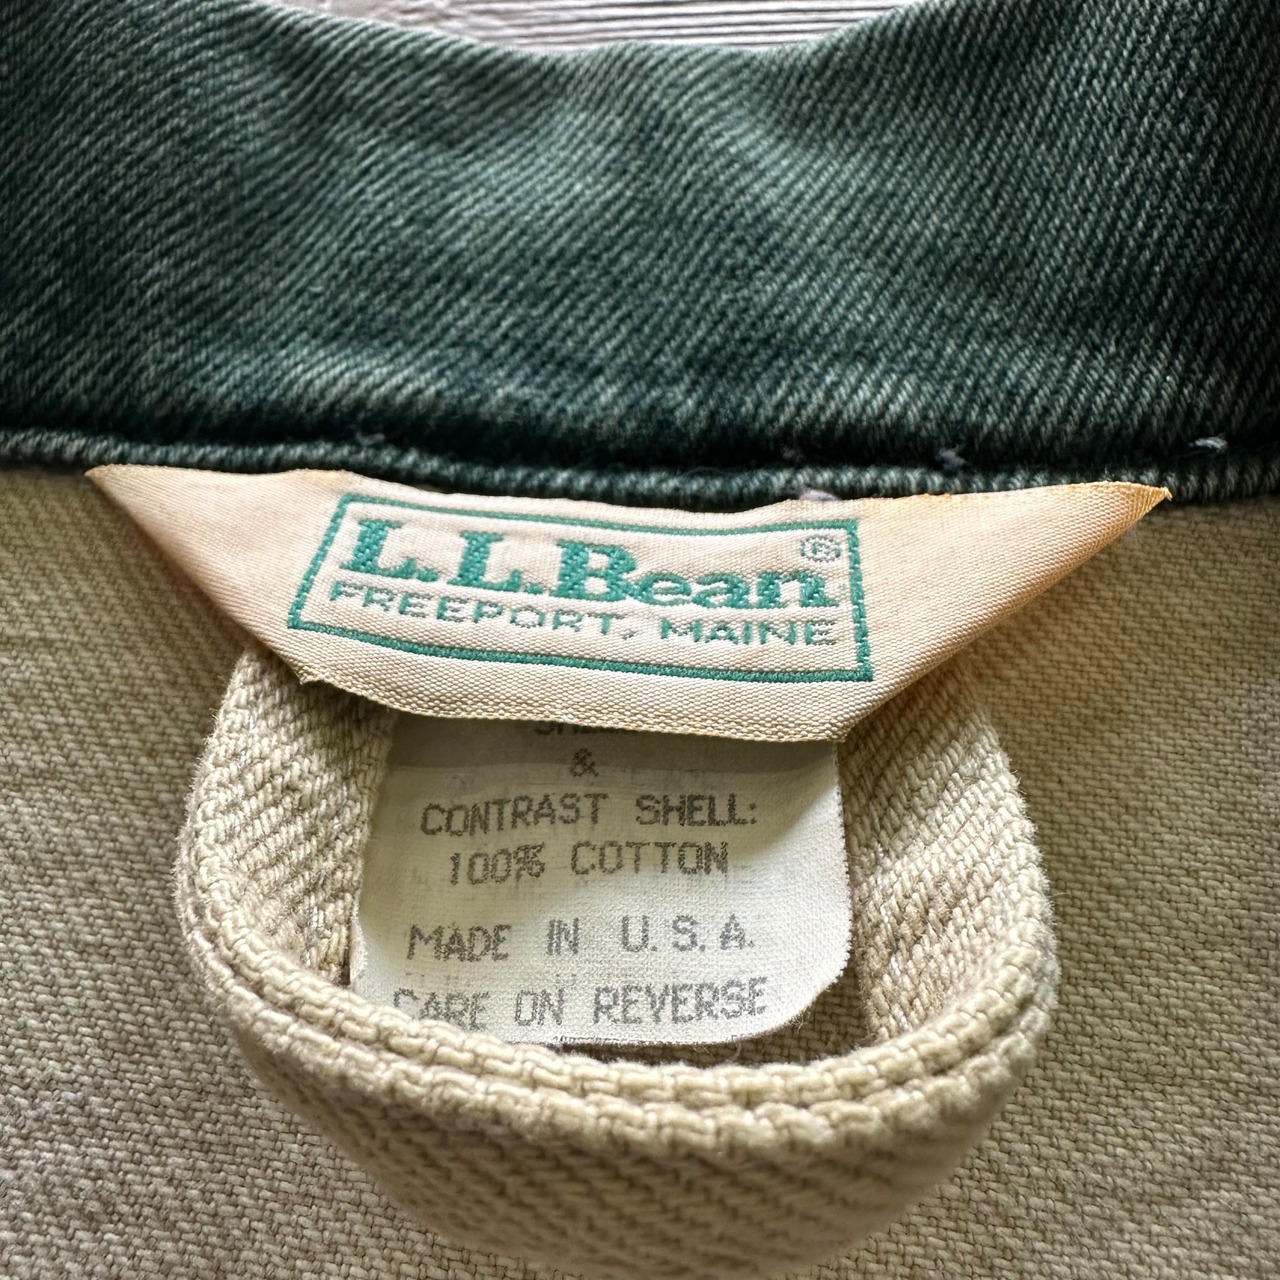 L.L.Bean ®
FREEPORT, MAINE
&
CONTRAST SHELL:
100% COTTON
MADE IN U.S.A.
CARE ON REVERSE